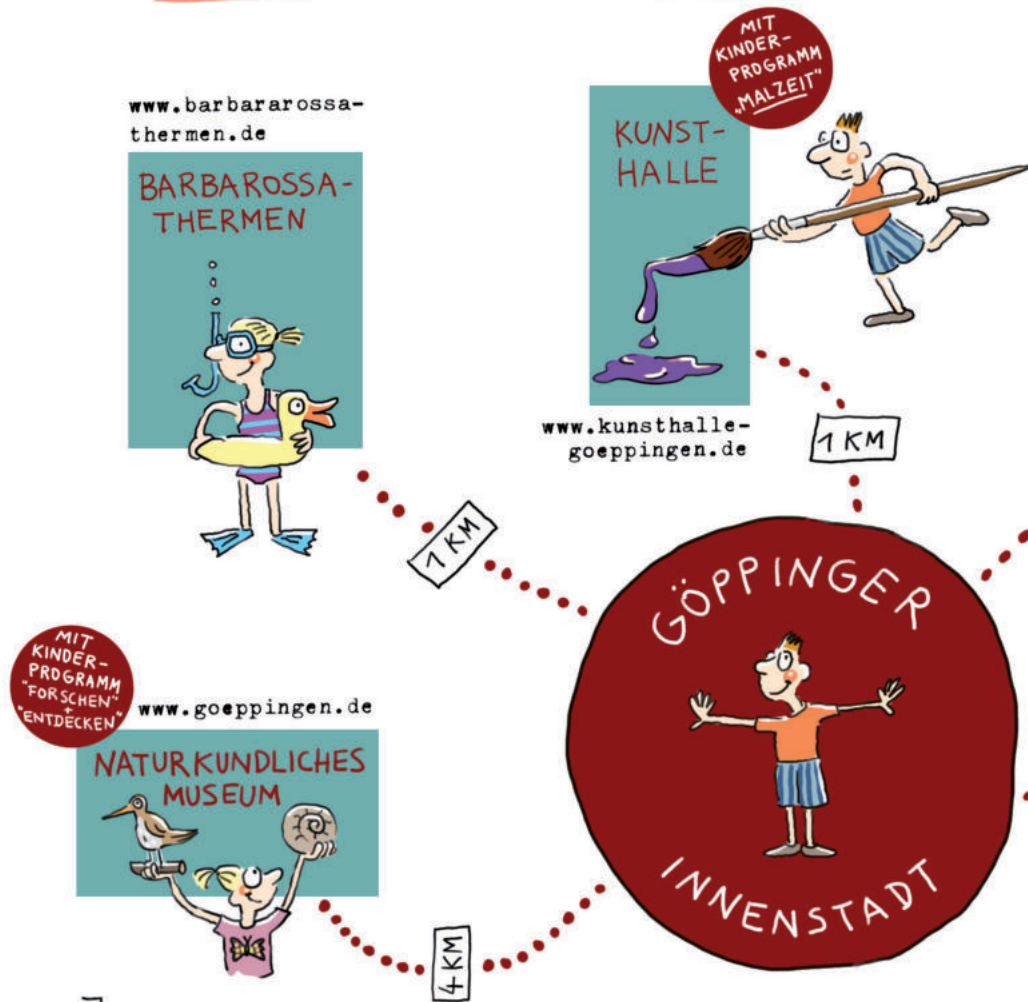 MIT
KINDER-
PROGRAMM
"MALZEIT"
www.barbararossa-
thermen.de
BARBAROSSA-
THERMEN
KUNST-
HALLE
www.kunsthalle-
goeppingen.de
1 KM
1 KM
GÖPPINGER
INNENSTADT
MIT
KINDER-
PROGRAMM
"FORSCHEN"
+
"ENTDECKEN"
www.goeppingen.de
NATURKUNDLICHES
MUSEUM
4 KM